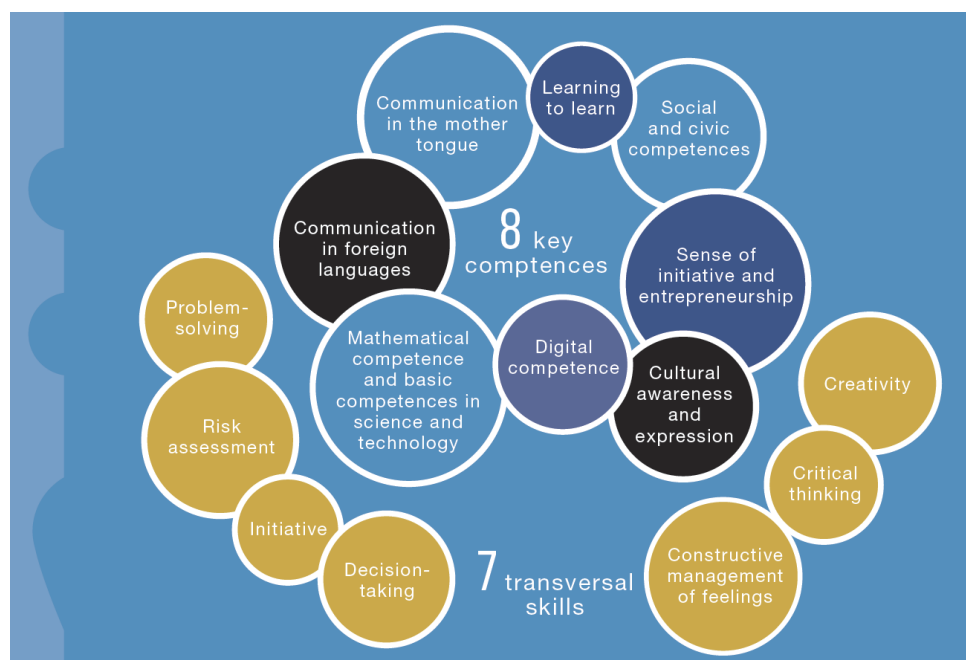 Communication
in the mother
tongue
Learning
to learn
Social
and civic
competences
Communication
in foreign
languages
8 key
comptences
Sense of
initiative and
entrepreneurship
Problem-
solving
Mathematical
competence
and basic
competences in
science and
technology
Digital
competence
Cultural
awareness and
expression
Creativity
Risk
assessment
Critical
thinking
Initiative
Decision-
taking
7 transversal
skills
Constructive
management
of feelings